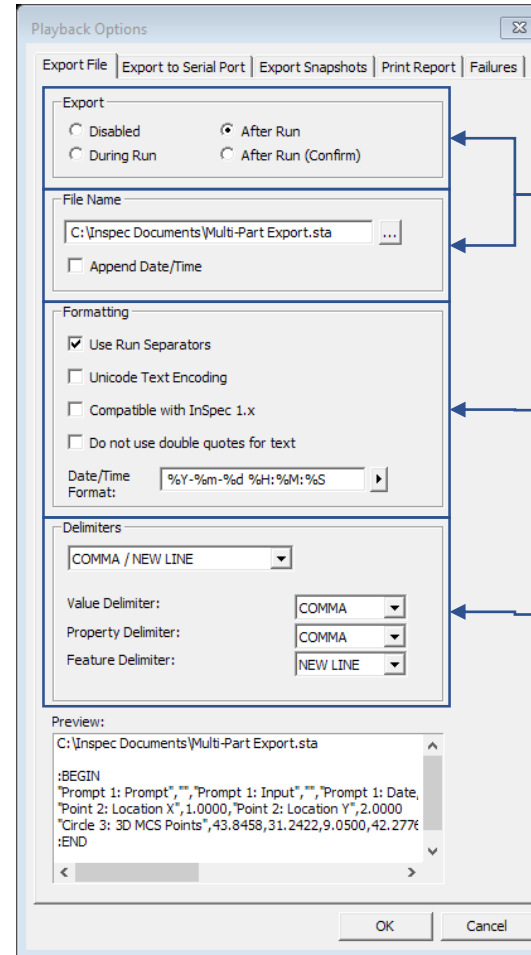 Playback Options
Export File Export to Serial Port Export Snapshots Print Report Failures
Export
Disabled After Run
During Run After Run (Confirm)
File Name
C:\Inspec Documents\Multi-Part Export.sta ...
Append Date/Time
Formatting
Use Run Separators
Unicode Text Encoding
Compatible with InSpec 1.x
Do not use double quotes for text
Date/Time
Format: %Y-%m-%d %H:%M:%S
Delimiters
COMMA / NEW LINE
Value Delimiter: COMMA
Property Delimiter: COMMA
Feature Delimiter: NEW LINE
Preview:
C:\Inspec Documents\Multi-Part Export.sta
:BEGIN
"Prompt 1: Prompt","","Prompt 1: Input","","Prompt 1: Date,
"Point 2: Location X",1.0000,"Point 2: Location Y",2.0000
"Circle 3: 3D MCS Points",43.8458,31.2422,9.0500,42.2776
:END
OK Cancel